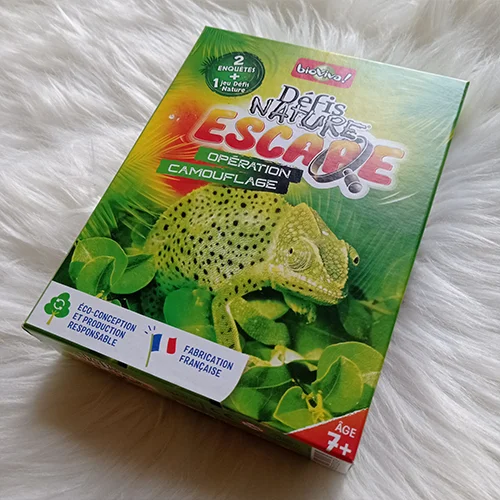 2
ENQUÊTES
+
1 jeu Défis
Nature
bioviva!
Défis
NATURE
ESCAPE
OPÉRATION
CAMOUFLAGE
ÉCO-CONCEPTION
ET PRODUCTION
RESPONSABLE
FABRICATION
FRANÇAISE
ÂGE
7+